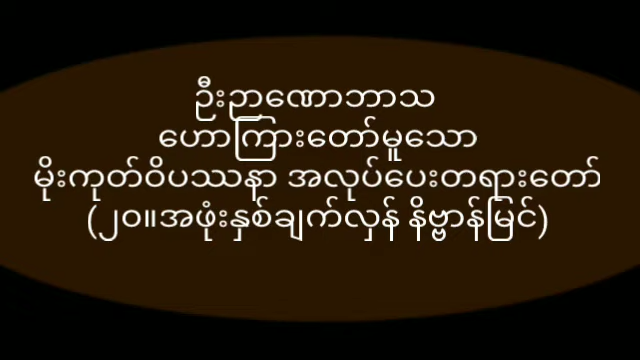 ဦးဉာဏောဘာသ
ဟောကြားတော်မူသော
မိုးကုတ်ဝိပဿနာ အလုပ်ပေးတရားတော်
(၂၀။အဖုံးနှစ်ချက်လှန် နိဗ္ဗာန်မြင်)